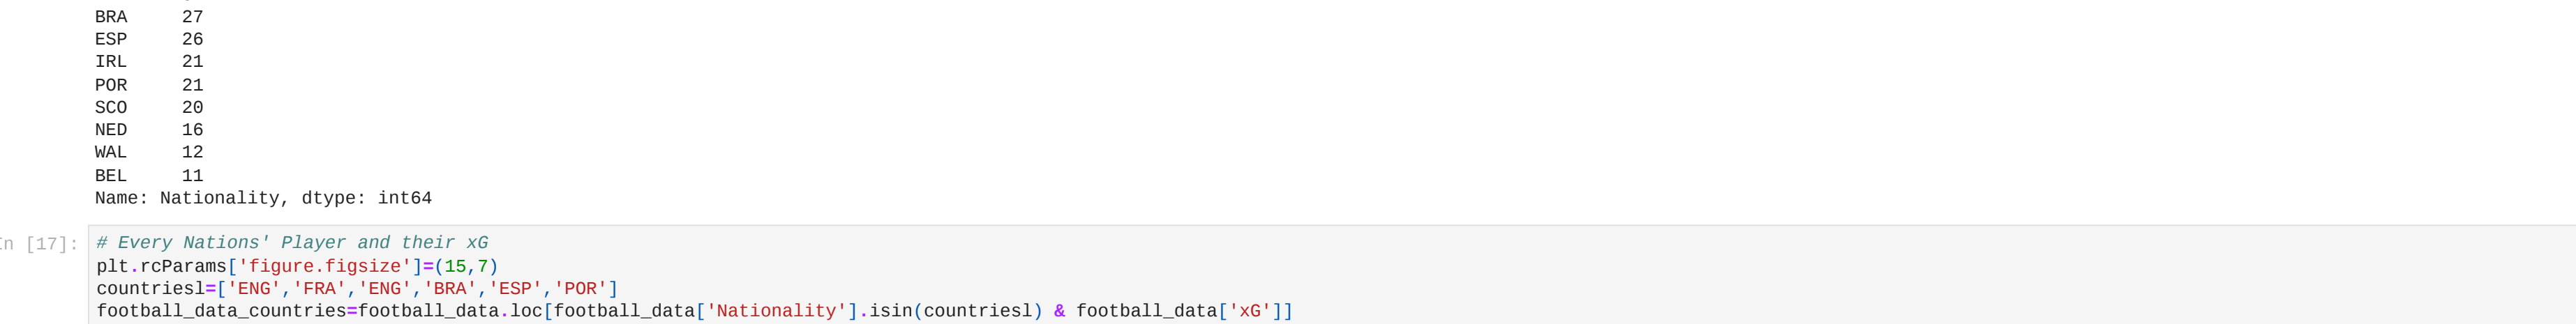 BRA     27
ESP     26
IRL     21
POR     21
SCO     20
NED     16
WAL     12
BEL     11
Name: Nationality, dtype: int64
n [17]: # Every Nations' Player and their xG
plt.rcParams['figure.figsize']=(15,7)
countriesl=['ENG','FRA','ENG','BRA','ESP','POR']
football_data_countries=football_data.loc[football_data['Nationality'].isin(countriesl) & football_data['xG']]